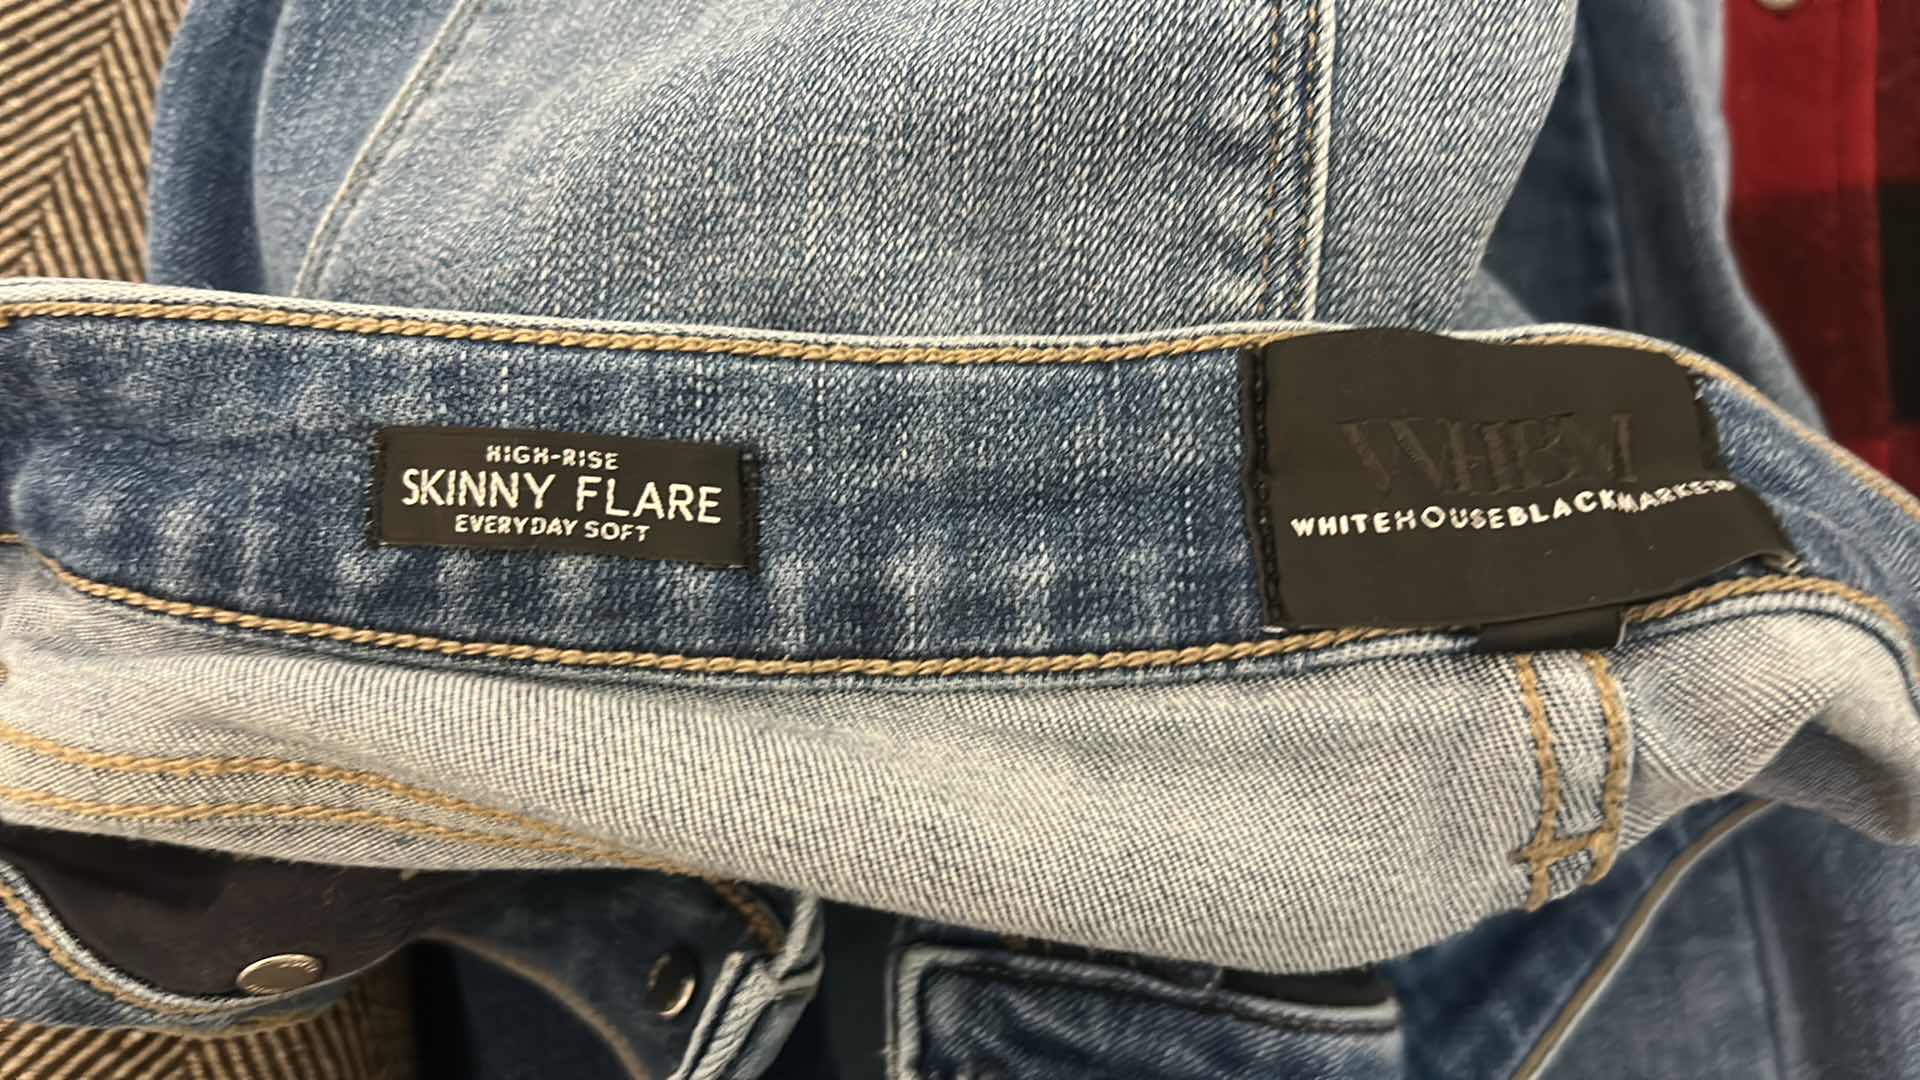 HIGH-RISE
SKINNY FLARE
EVERYDAY SOFT
WHBM
WHITEHOUSEBLACKMARKET